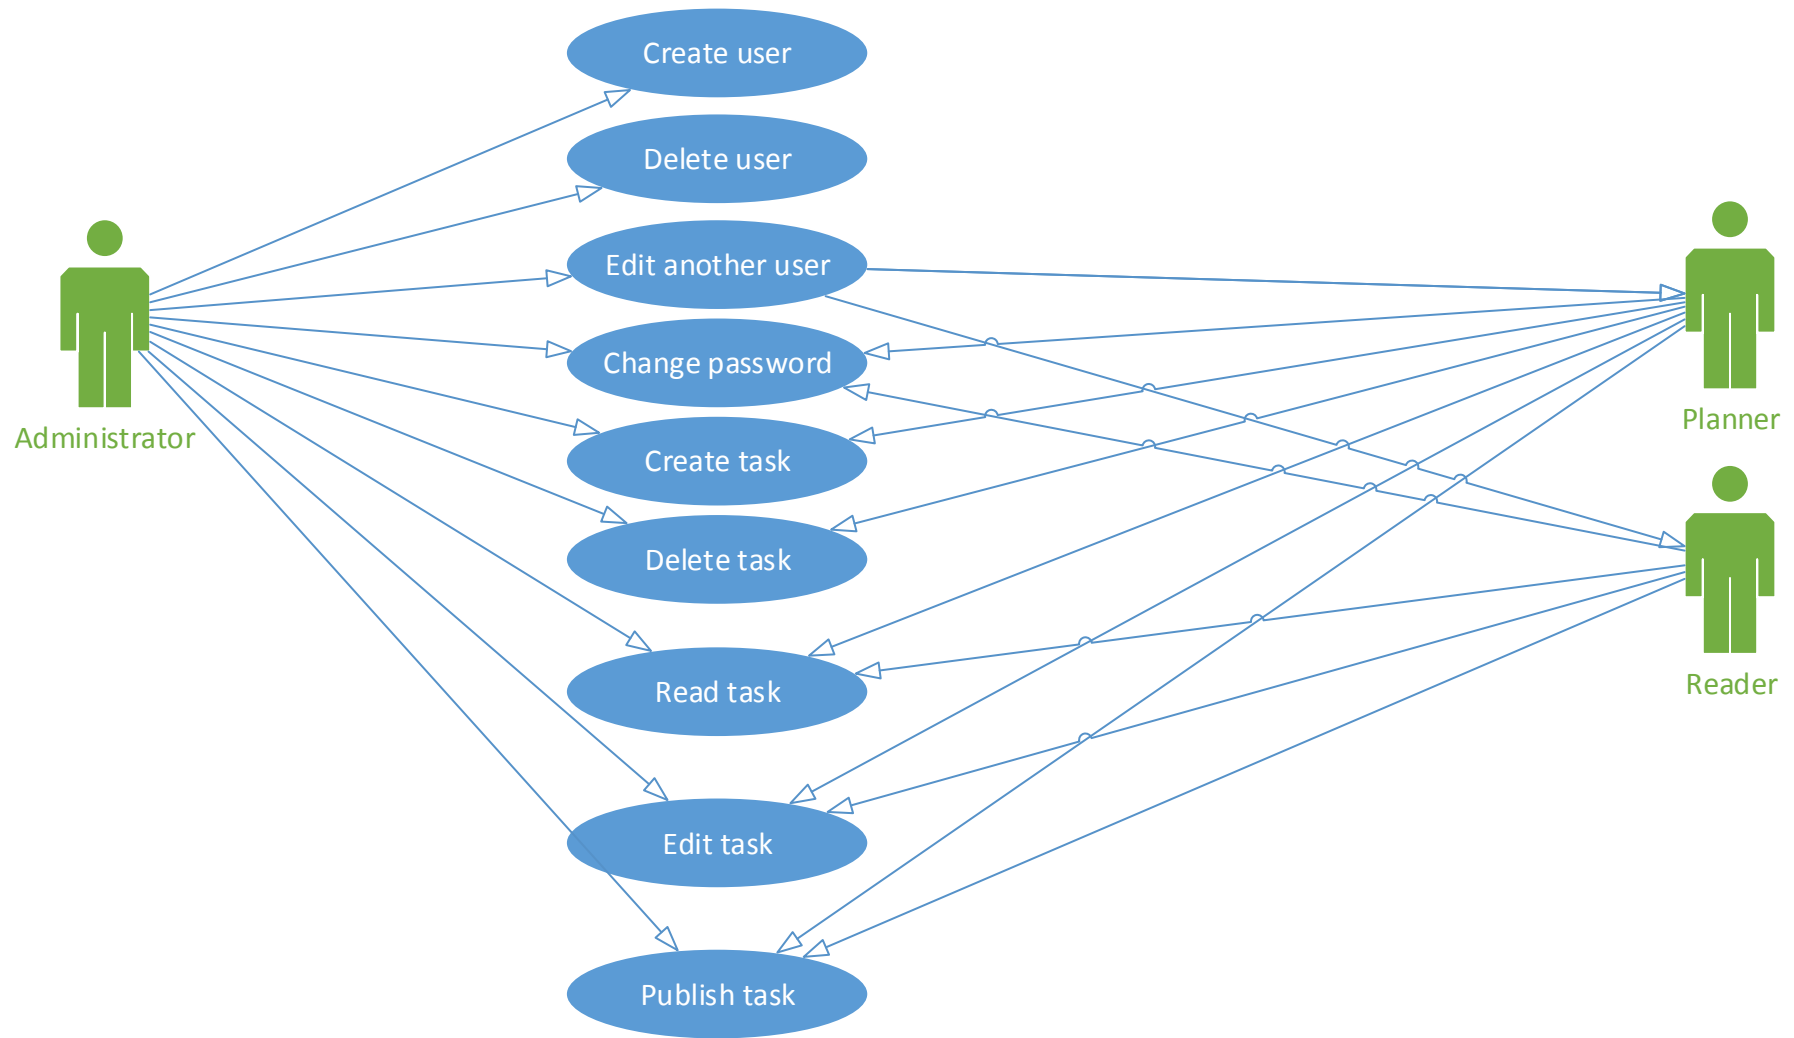 Create user
Delete user
Edit another user
Change password
Create task
Delete task
Read task
Edit task
Publish task
Administrator
Planner
Reader